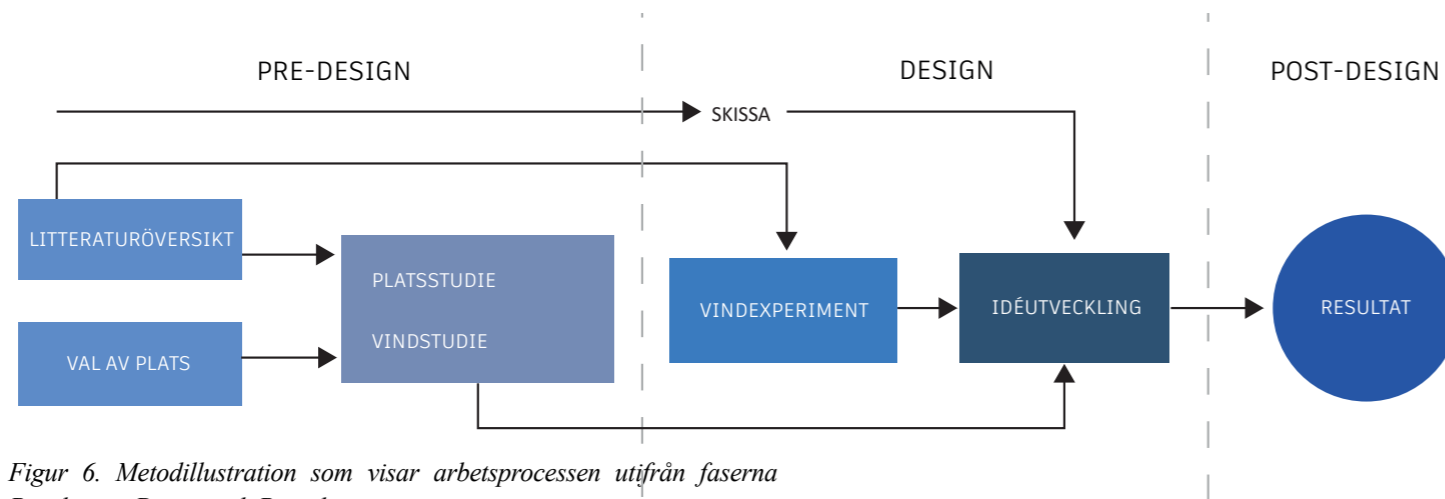 PRE-DESIGN
DESIGN
POST-DESIGN
SKISSA
LITTERATURÖVERSIKT
VAL AV PLATS
PLATSSTUDIE
VINDSTUDIE
VINDEXPERIMENT
IDÉUTVECKLING
RESULTAT
Figur 6. Metodillustration som visar arbetsprocessen utifrån faserna